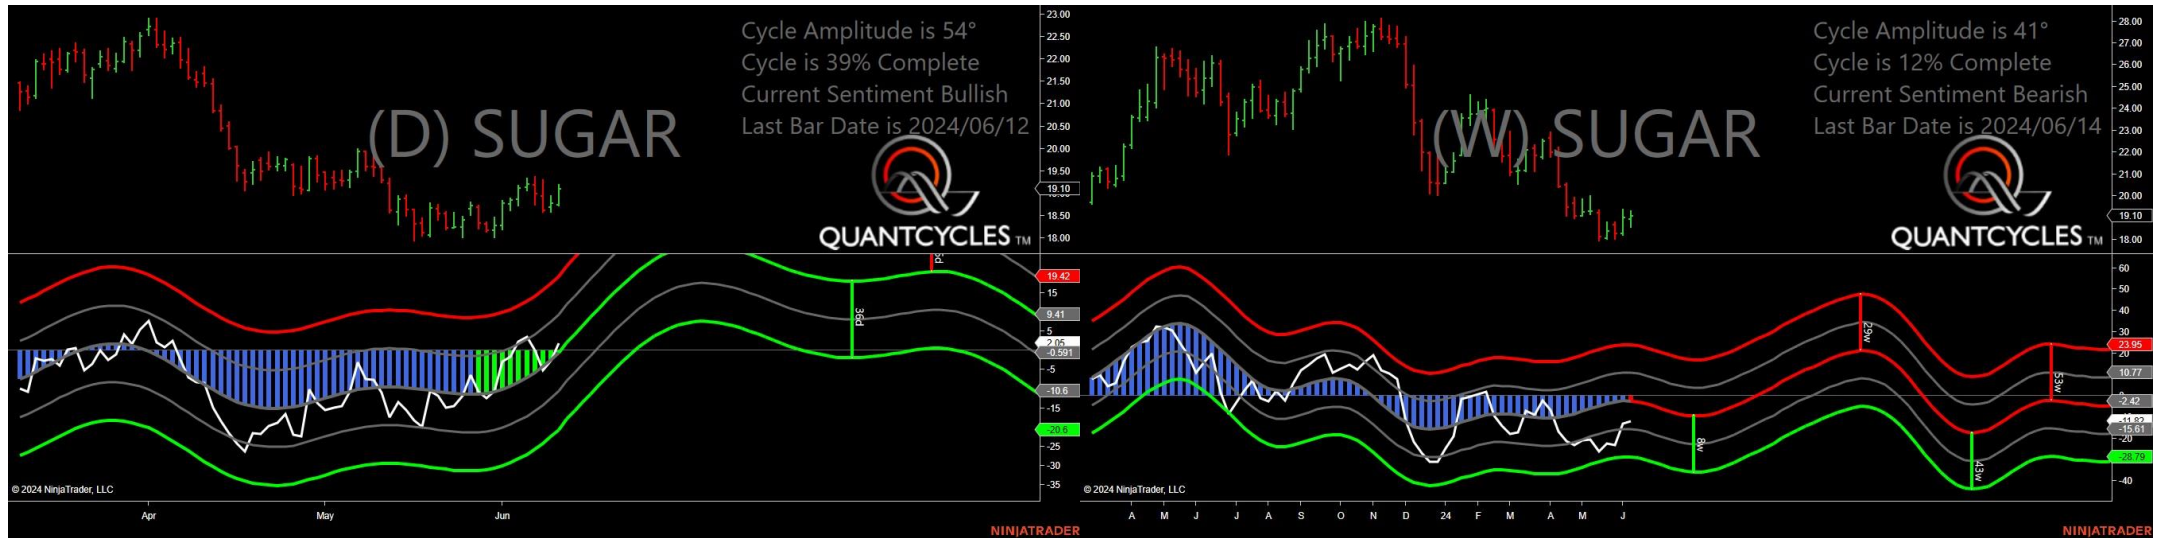 Cycle Amplitude is 54°
Cycle is 39% Complete
Current Sentiment Bullish
Last Bar Date is 2024/06/12
(D) SUGAR
QUANTCYCLES TM
23.00
22.50
22.00
21.50
21.00
20.50
20.00
19.50
19.10
18.50
18.00
36d
19.42
15
9.41
5
2.05
-0.591
-5
-10.6
-15
-20.6
-25
-30
-35
© 2024 NinjaTrader, LLC
Apr May Jun
NINJATRADER
Cycle Amplitude is 41°
Cycle is 12% Complete
Current Sentiment Bearish
Last Bar Date is 2024/06/14
(W) SUGAR
QUANTCYCLES TM
28.00
27.00
26.00
25.00
24.00
23.00
22.00
21.00
20.00
19.10
18.00
8w
29w
43w
53w
60
50
40
30
23.95
20
10.77
-2.42
-15.61
-20
-28.79
-40
© 2024 NinjaTrader, LLC
A M J J A S O N D 24 F M A M J
NINJATRADER